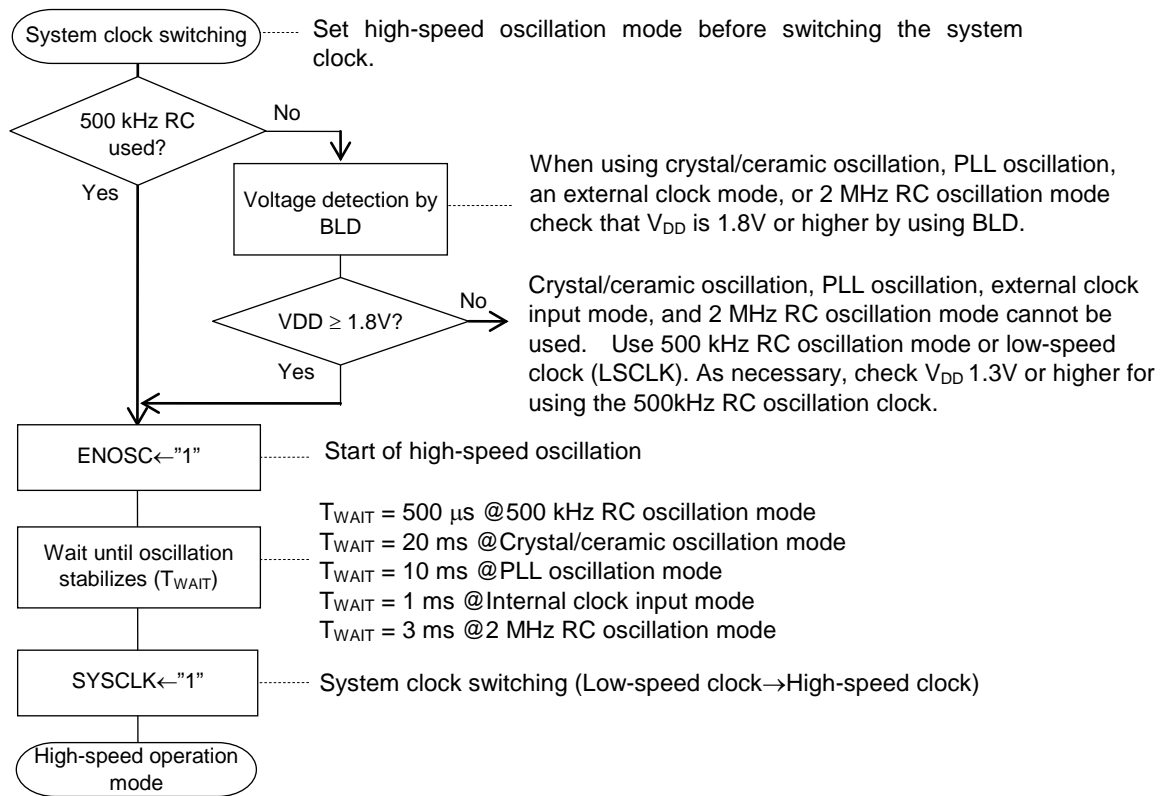 System clock switching
Set high-speed oscillation mode before switching the system
clock.
500 kHz RC
used?
No
Yes
Voltage detection by
BLD
When using crystal/ceramic oscillation, PLL oscillation,
an external clock mode, or 2 MHz RC oscillation mode
check that VDD is 1.8V or higher by using BLD.
VDD ≥ 1.8V?
No
Yes
Crystal/ceramic oscillation, PLL oscillation, external clock
input mode, and 2 MHz RC oscillation mode cannot be
used. Use 500 kHz RC oscillation mode or low-speed
clock (LSCLK). As necessary, check VDD 1.3V or higher for
using the 500kHz RC oscillation clock.
ENOSC←”1”
Start of high-speed oscillation
Wait until oscillation
stabilizes (TWAIT)
TWAIT = 500 μs @500 kHz RC oscillation mode
TWAIT = 20 ms @Crystal/ceramic oscillation mode
TWAIT = 10 ms @PLL oscillation mode
TWAIT = 1 ms @Internal clock input mode
TWAIT = 3 ms @2 MHz RC oscillation mode
SYSCLK←”1”
System clock switching (Low-speed clock→High-speed clock)
High-speed operation
mode